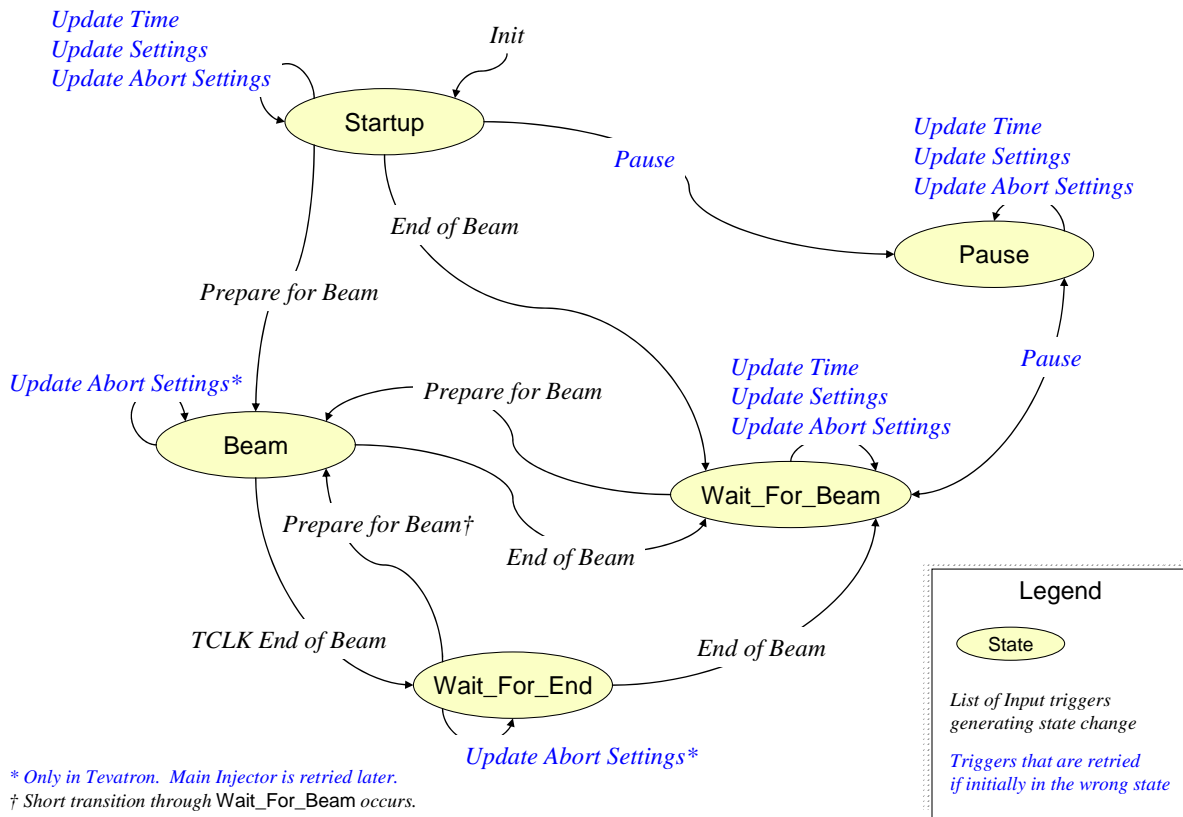 Update Time
Update Settings
Update Abort Settings
Init
Startup
Pause
Update Time
Update Settings
Update Abort Settings
End of Beam
Pause
Prepare for Beam
Update Abort Settings*
Prepare for Beam
Update Time
Update Settings
Update Abort Settings
Pause
Beam
Wait_For_Beam
Prepare for Beam†
End of Beam
TCLK End of Beam
End of Beam
Wait_For_End
Update Abort Settings*
Legend
State
List of Input triggers
generating state change
Triggers that are retried
if initially in the wrong state
* Only in Tevatron. Main Injector is retried later.
† Short transition through Wait_For_Beam occurs.